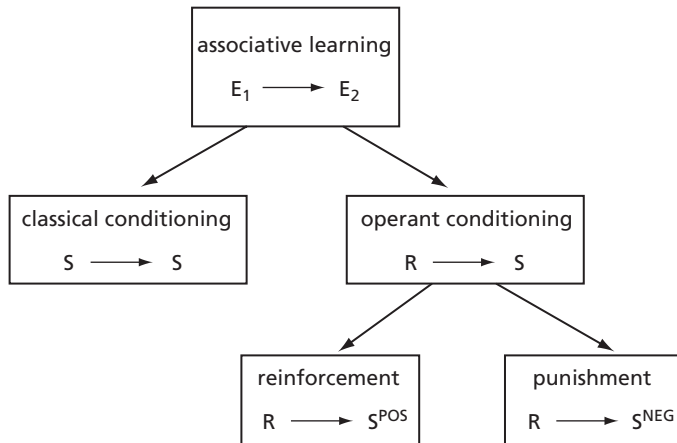 associative learning
E₁ ⟶ E₂
classical conditioning
S ⟶ S
operant conditioning
R ⟶ S
reinforcement
R ⟶ Sᴾᴼˢ
punishment
R ⟶ Sᴺᴱᴳ